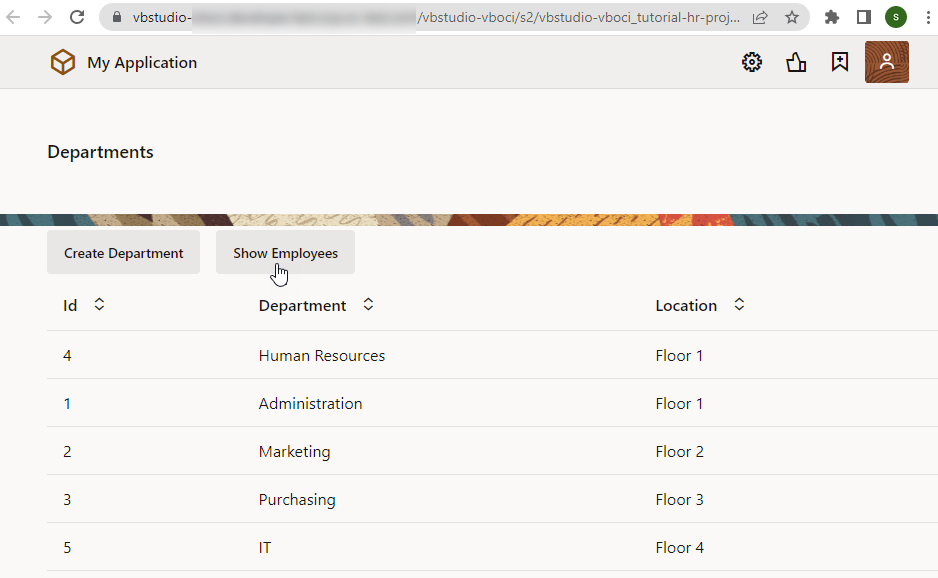 vbstudio- /vbstudio-vboci/s2/vbstudio-vboci_tutorial-hr-proj...
S
My Application
Departments
Create Department Show Employees
Id Department Location
4 Human Resources Floor 1
1 Administration Floor 1
2 Marketing Floor 2
3 Purchasing Floor 3
5 IT Floor 4